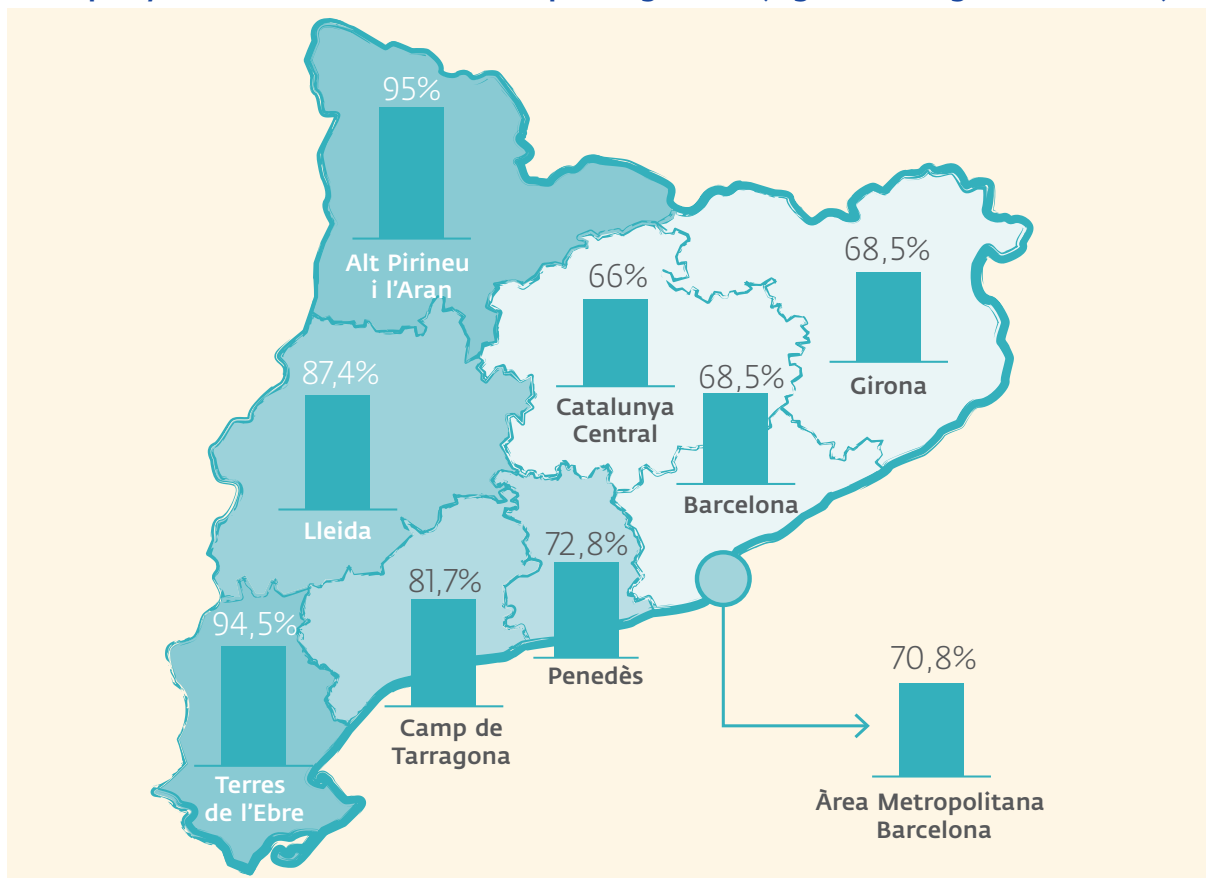 95%
Alt Pirineu
i l'Aran
68,5%
Girona
66%
Catalunya
Central
87,4%
Lleida
68,5%
Barcelona
72,8%
Penedès
81,7%
Camp de
Tarragona
94,5%
Terres
de l'Ebre
70,8%
Àrea Metropolitana
Barcelona